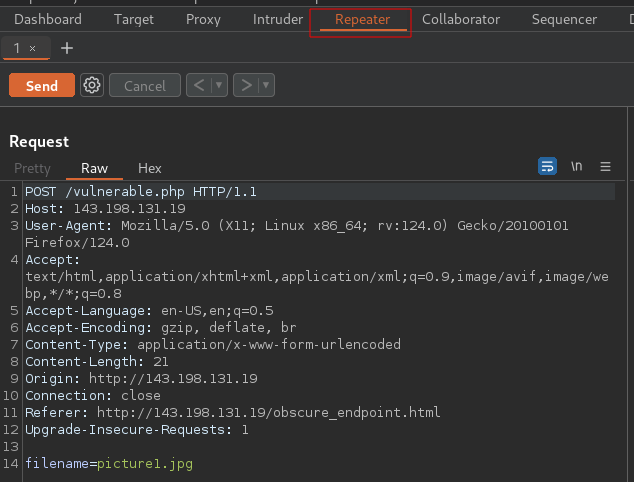 Dashboard Target Proxy Intruder Repeater Collaborator Sequencer
1 × +
Send Cancel < ▼ > ▼
Request
Pretty Raw Hex \n
1 POST /vulnerable.php HTTP/1.1
2 Host: 143.198.131.19
3 User-Agent: Mozilla/5.0 (X11; Linux x86_64; rv:124.0) Gecko/20100101
Firefox/124.0
4 Accept:
text/html,application/xhtml+xml,application/xml;q=0.9,image/avif,image/we
bp,*/*;q=0.8
5 Accept-Language: en-US,en;q=0.5
6 Accept-Encoding: gzip, deflate, br
7 Content-Type: application/x-www-form-urlencoded
8 Content-Length: 21
9 Origin: http://143.198.131.19
10 Connection: close
11 Referer: http://143.198.131.19/obscure_endpoint.html
12 Upgrade-Insecure-Requests: 1
13
14 filename=picture1.jpg